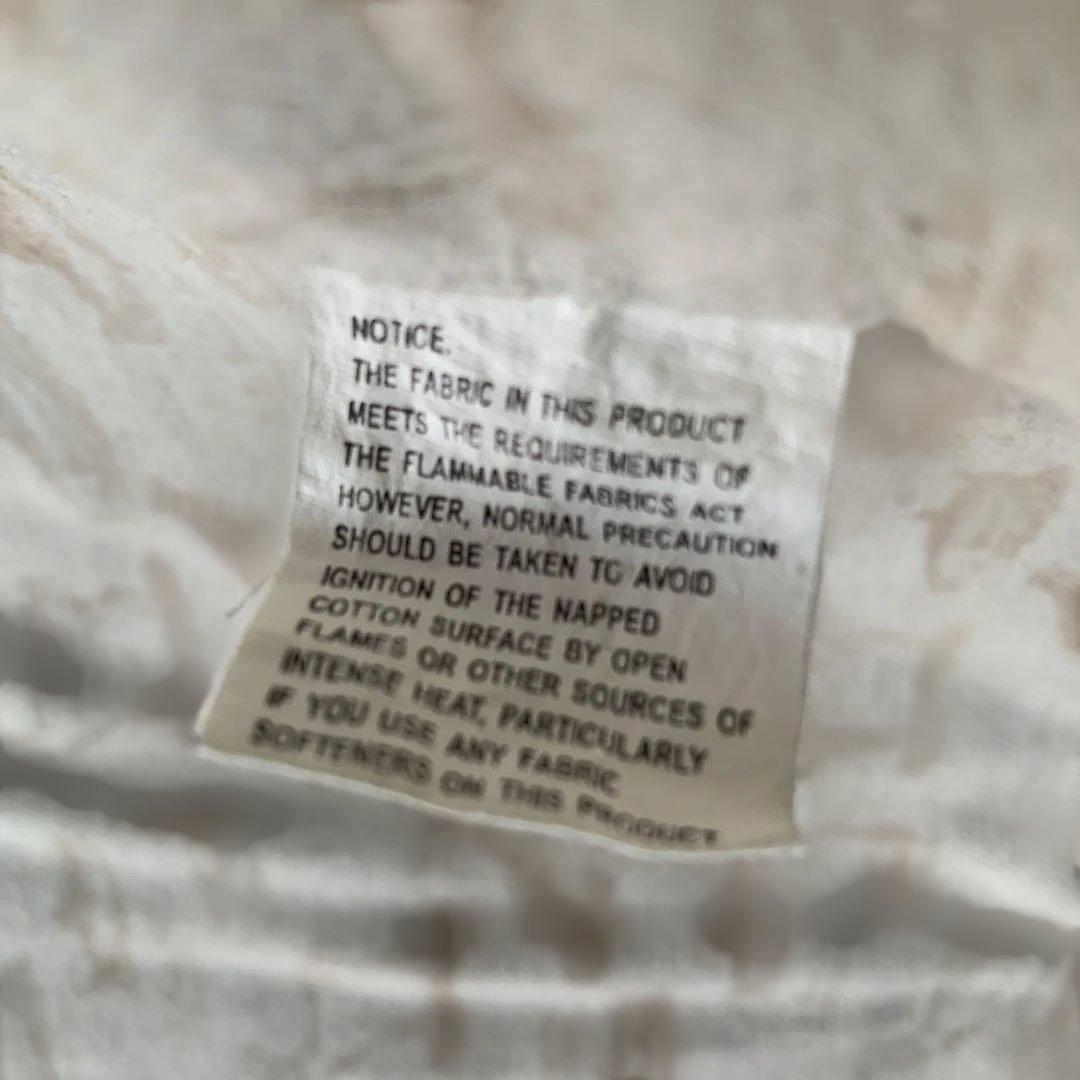 NOTICE.
THE FABRIC IN THIS PRODUCT
MEETS THE REQUIREMENTS OF
THE FLAMMABLE FABRICS ACT
HOWEVER, NORMAL PRECAUTION
SHOULD BE TAKEN TO AVOID
IGNITION OF THE NAPPED
COTTON SURFACE BY OPEN
FLAMES OR OTHER SOURCES OF
INTENSE HEAT, PARTICULARLY
IF YOU USE ANY FABRIC
SOFTENERS ON THIS PRODUCT